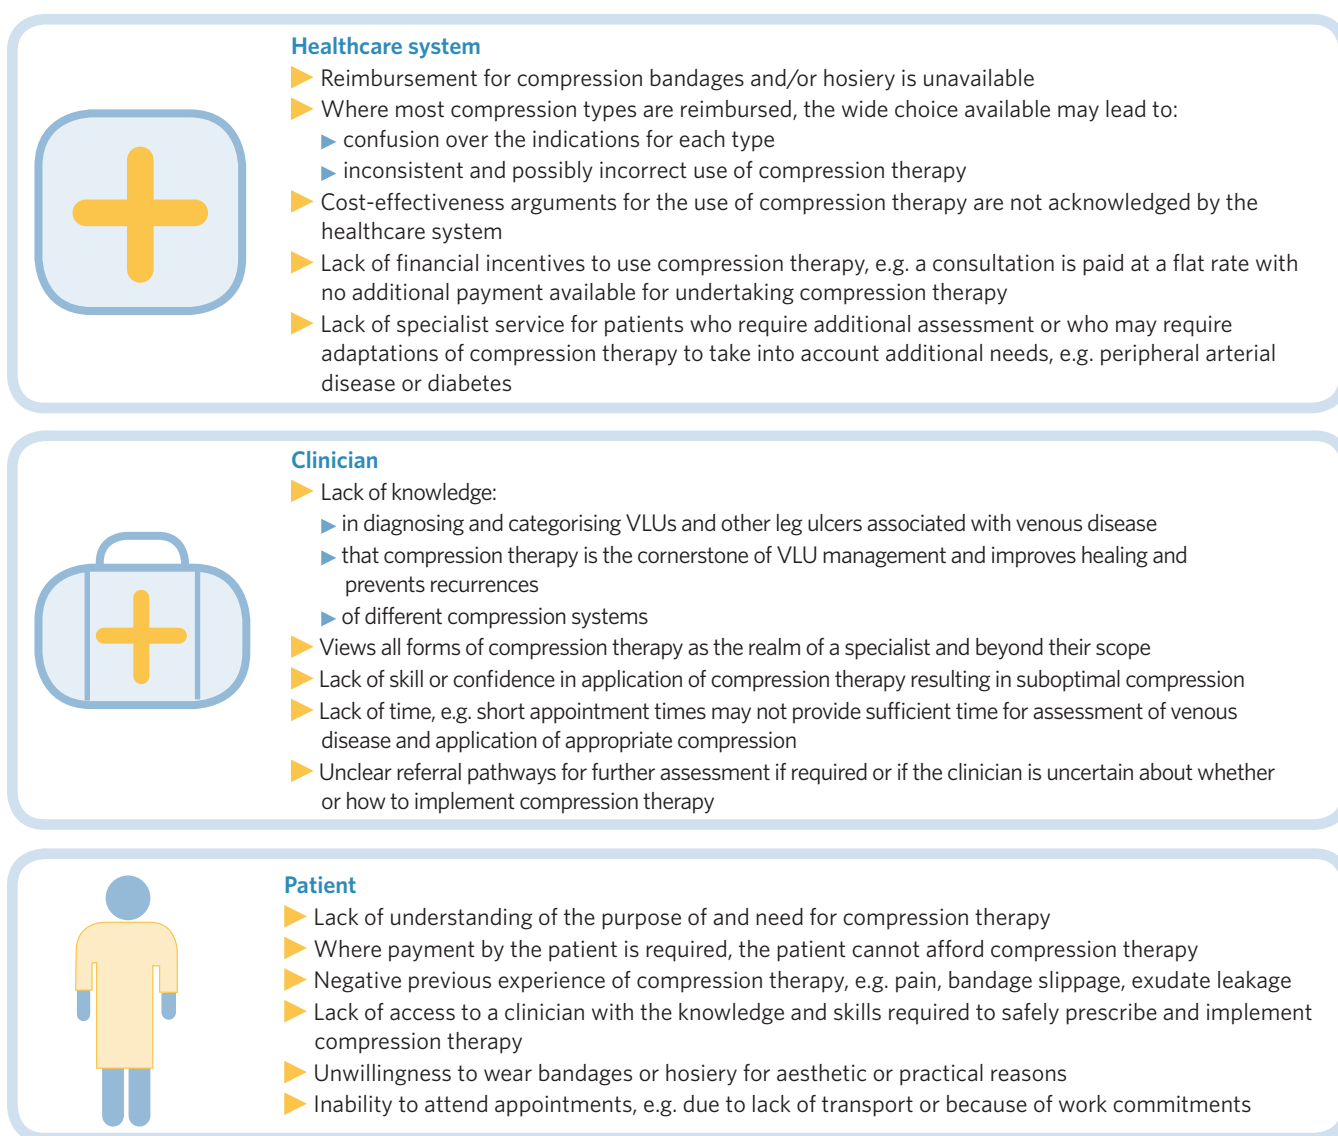 Healthcare system
Reimbursement for compression bandages and/or hosiery is unavailable
Where most compression types are reimbursed, the wide choice available may lead to:
confusion over the indications for each type
inconsistent and possibly incorrect use of compression therapy
Cost-effectiveness arguments for the use of compression therapy are not acknowledged by the
healthcare system
Lack of financial incentives to use compression therapy, e.g. a consultation is paid at a flat rate with
no additional payment available for undertaking compression therapy
Lack of specialist service for patients who require additional assessment or who may require
adaptations of compression therapy to take into account additional needs, e.g. peripheral arterial
disease or diabetes
Clinician
Lack of knowledge:
in diagnosing and categorising VLUs and other leg ulcers associated with venous disease
that compression therapy is the cornerstone of VLU management and improves healing and
prevents recurrences
of different compression systems
Views all forms of compression therapy as the realm of a specialist and beyond their scope
Lack of skill or confidence in application of compression therapy resulting in suboptimal compression
Lack of time, e.g. short appointment times may not provide sufficient time for assessment of venous
disease and application of appropriate compression
Unclear referral pathways for further assessment if required or if the clinician is uncertain about whether
or how to implement compression therapy
Patient
Lack of understanding of the purpose of and need for compression therapy
Where payment by the patient is required, the patient cannot afford compression therapy
Negative previous experience of compression therapy, e.g. pain, bandage slippage, exudate leakage
Lack of access to a clinician with the knowledge and skills required to safely prescribe and implement
compression therapy
Unwillingness to wear bandages or hosiery for aesthetic or practical reasons
Inability to attend appointments, e.g. due to lack of transport or because of work commitments